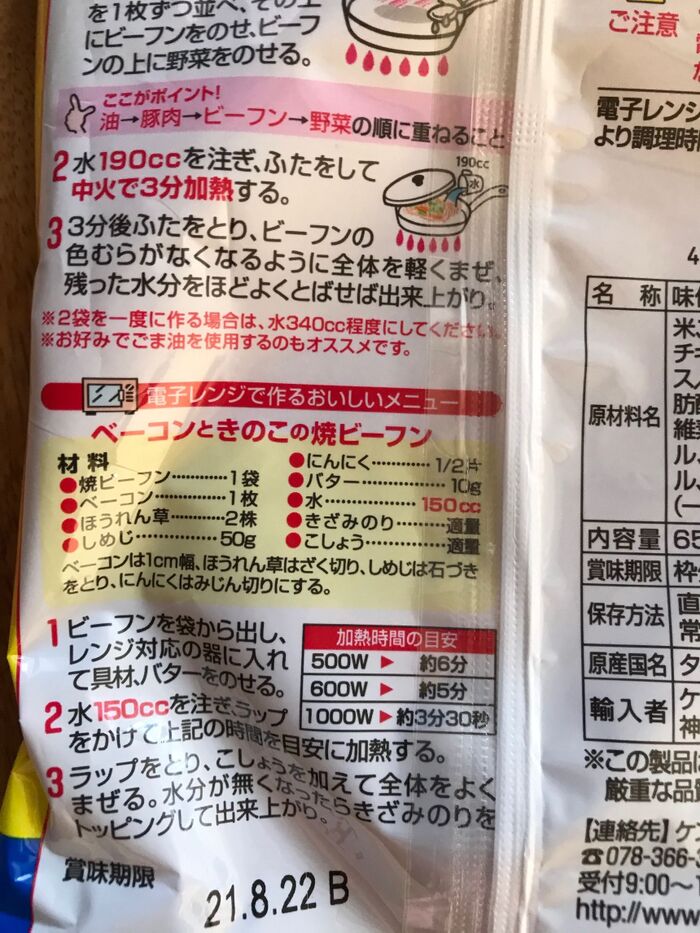 を1枚ずつ並べ、その上
にビーフンをのせ、ビーフ
ンの上に野菜をのせる。
ここがポイント!
油→豚肉→ビーフン→野菜の順に重ねること
2 水190ccを注ぎ、ふたをして
中火で3分加熱する。
190cc
水
3 3分後ふたをとり、ビーフンの
色むらがなくなるように全体を軽くまぜ、
残った水分をほどよくとばせば出来上がり。
※2袋を一度に作る場合は、水340cc程度にしてください。
※お好みでごま油を使用するのもオススメです。
電子レンジで作るおいしいメニュー
ベーコンときのこの焼ビーフン
材料
●焼ビーフン…………1袋
●ベーコン……………1枚
●ほうれん草…………2株
●しめじ………………50g
●にんにく…………1/2片
●バター……………10g
●水………………150cc
●きざみのり………適量
●こしょう…………適量
ベーコンは1cm幅、ほうれん草はざく切り、しめじは石づき
をとり、にんにくはみじん切りにする。
1 ビーフンを袋から出し、
レンジ対応の器に入れ
て具材、バターをのせる。
加熱時間の目安
500W ▶ 約6分
600W ▶ 約5分
1000W ▶ 約3分30秒
2 水150ccを注ぎ、ラップ
をかけて上記の時間を目安に加熱する。
3 ラップをとり、こしょうを加えて全体をよく
まぜる。水分が無くなったらきざみのりを
トッピングして出来上がり。
賞味期限
21.8.22 B
ご注意
電子レンジ
より調理時間
4
名 称 味
原材料名
米、
チ
ス
肪酸
維
ル、
ル、
(一
内容量 65
賞味期限 枠
保存方法 直
常
原産国名 タ
輸入者 ケ
神
※この製品
厳重な品
【連絡先】ケ
☎078-366-
受付9:00〜
http://www